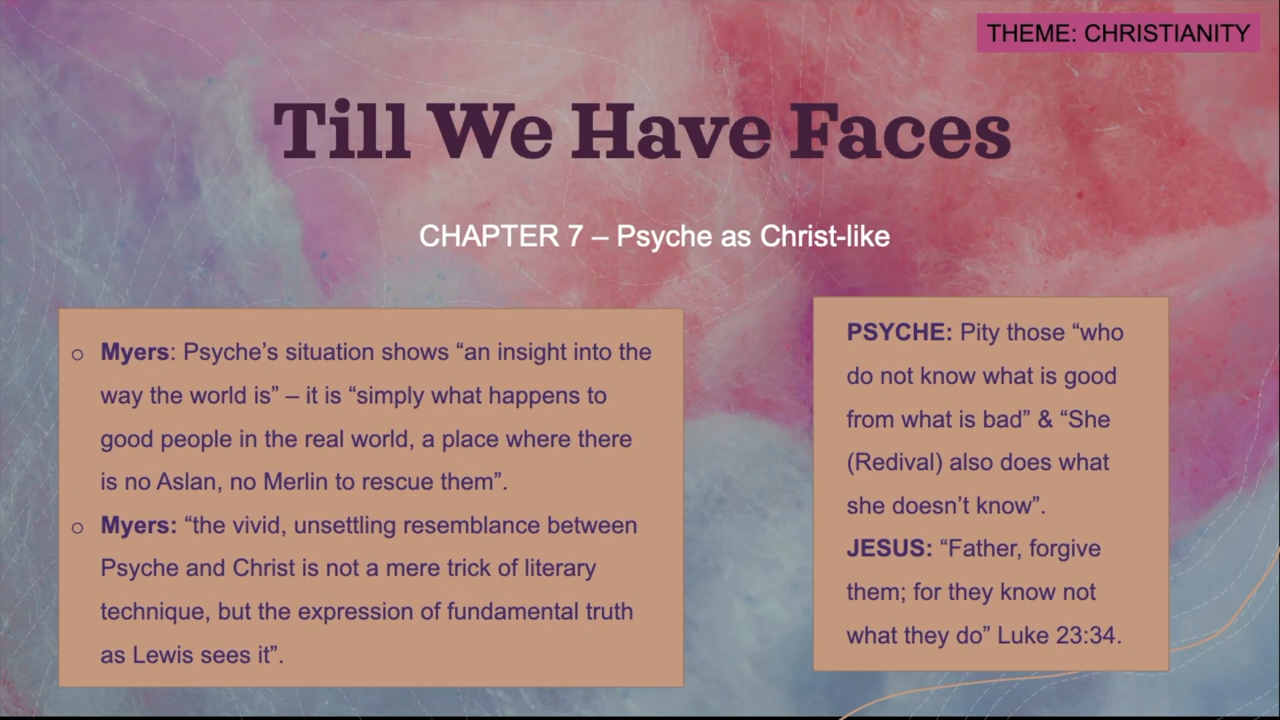 THEME: CHRISTIANITY
Till We Have Faces
CHAPTER 7 – Psyche as Christ-like
○ Myers: Psyche’s situation shows “an insight into the
way the world is” – it is “simply what happens to
good people in the real world, a place where there
is no Aslan, no Merlin to rescue them”.
○ Myers: “the vivid, unsettling resemblance between
Psyche and Christ is not a mere trick of literary
technique, but the expression of fundamental truth
as Lewis sees it”.
PSYCHE: Pity those “who
do not know what is good
from what is bad” & “She
(Redival) also does what
she doesn’t know”.
JESUS: “Father, forgive
them; for they know not
what they do” Luke 23:34.